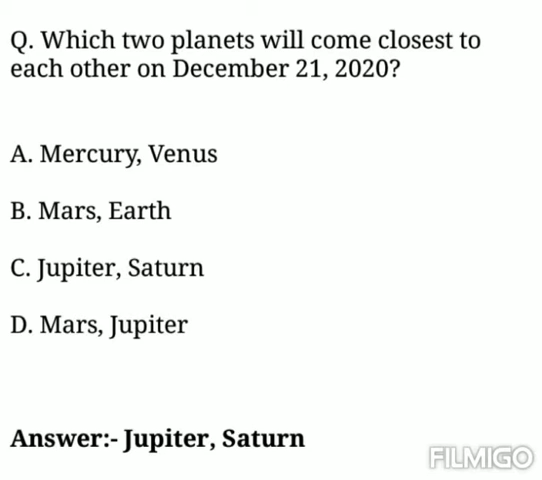 Q. Which two planets will come closest to
each other on December 21, 2020?
A. Mercury, Venus
B. Mars, Earth
C. Jupiter, Saturn
D. Mars, Jupiter
Answer:- Jupiter, Saturn
FILMIGO